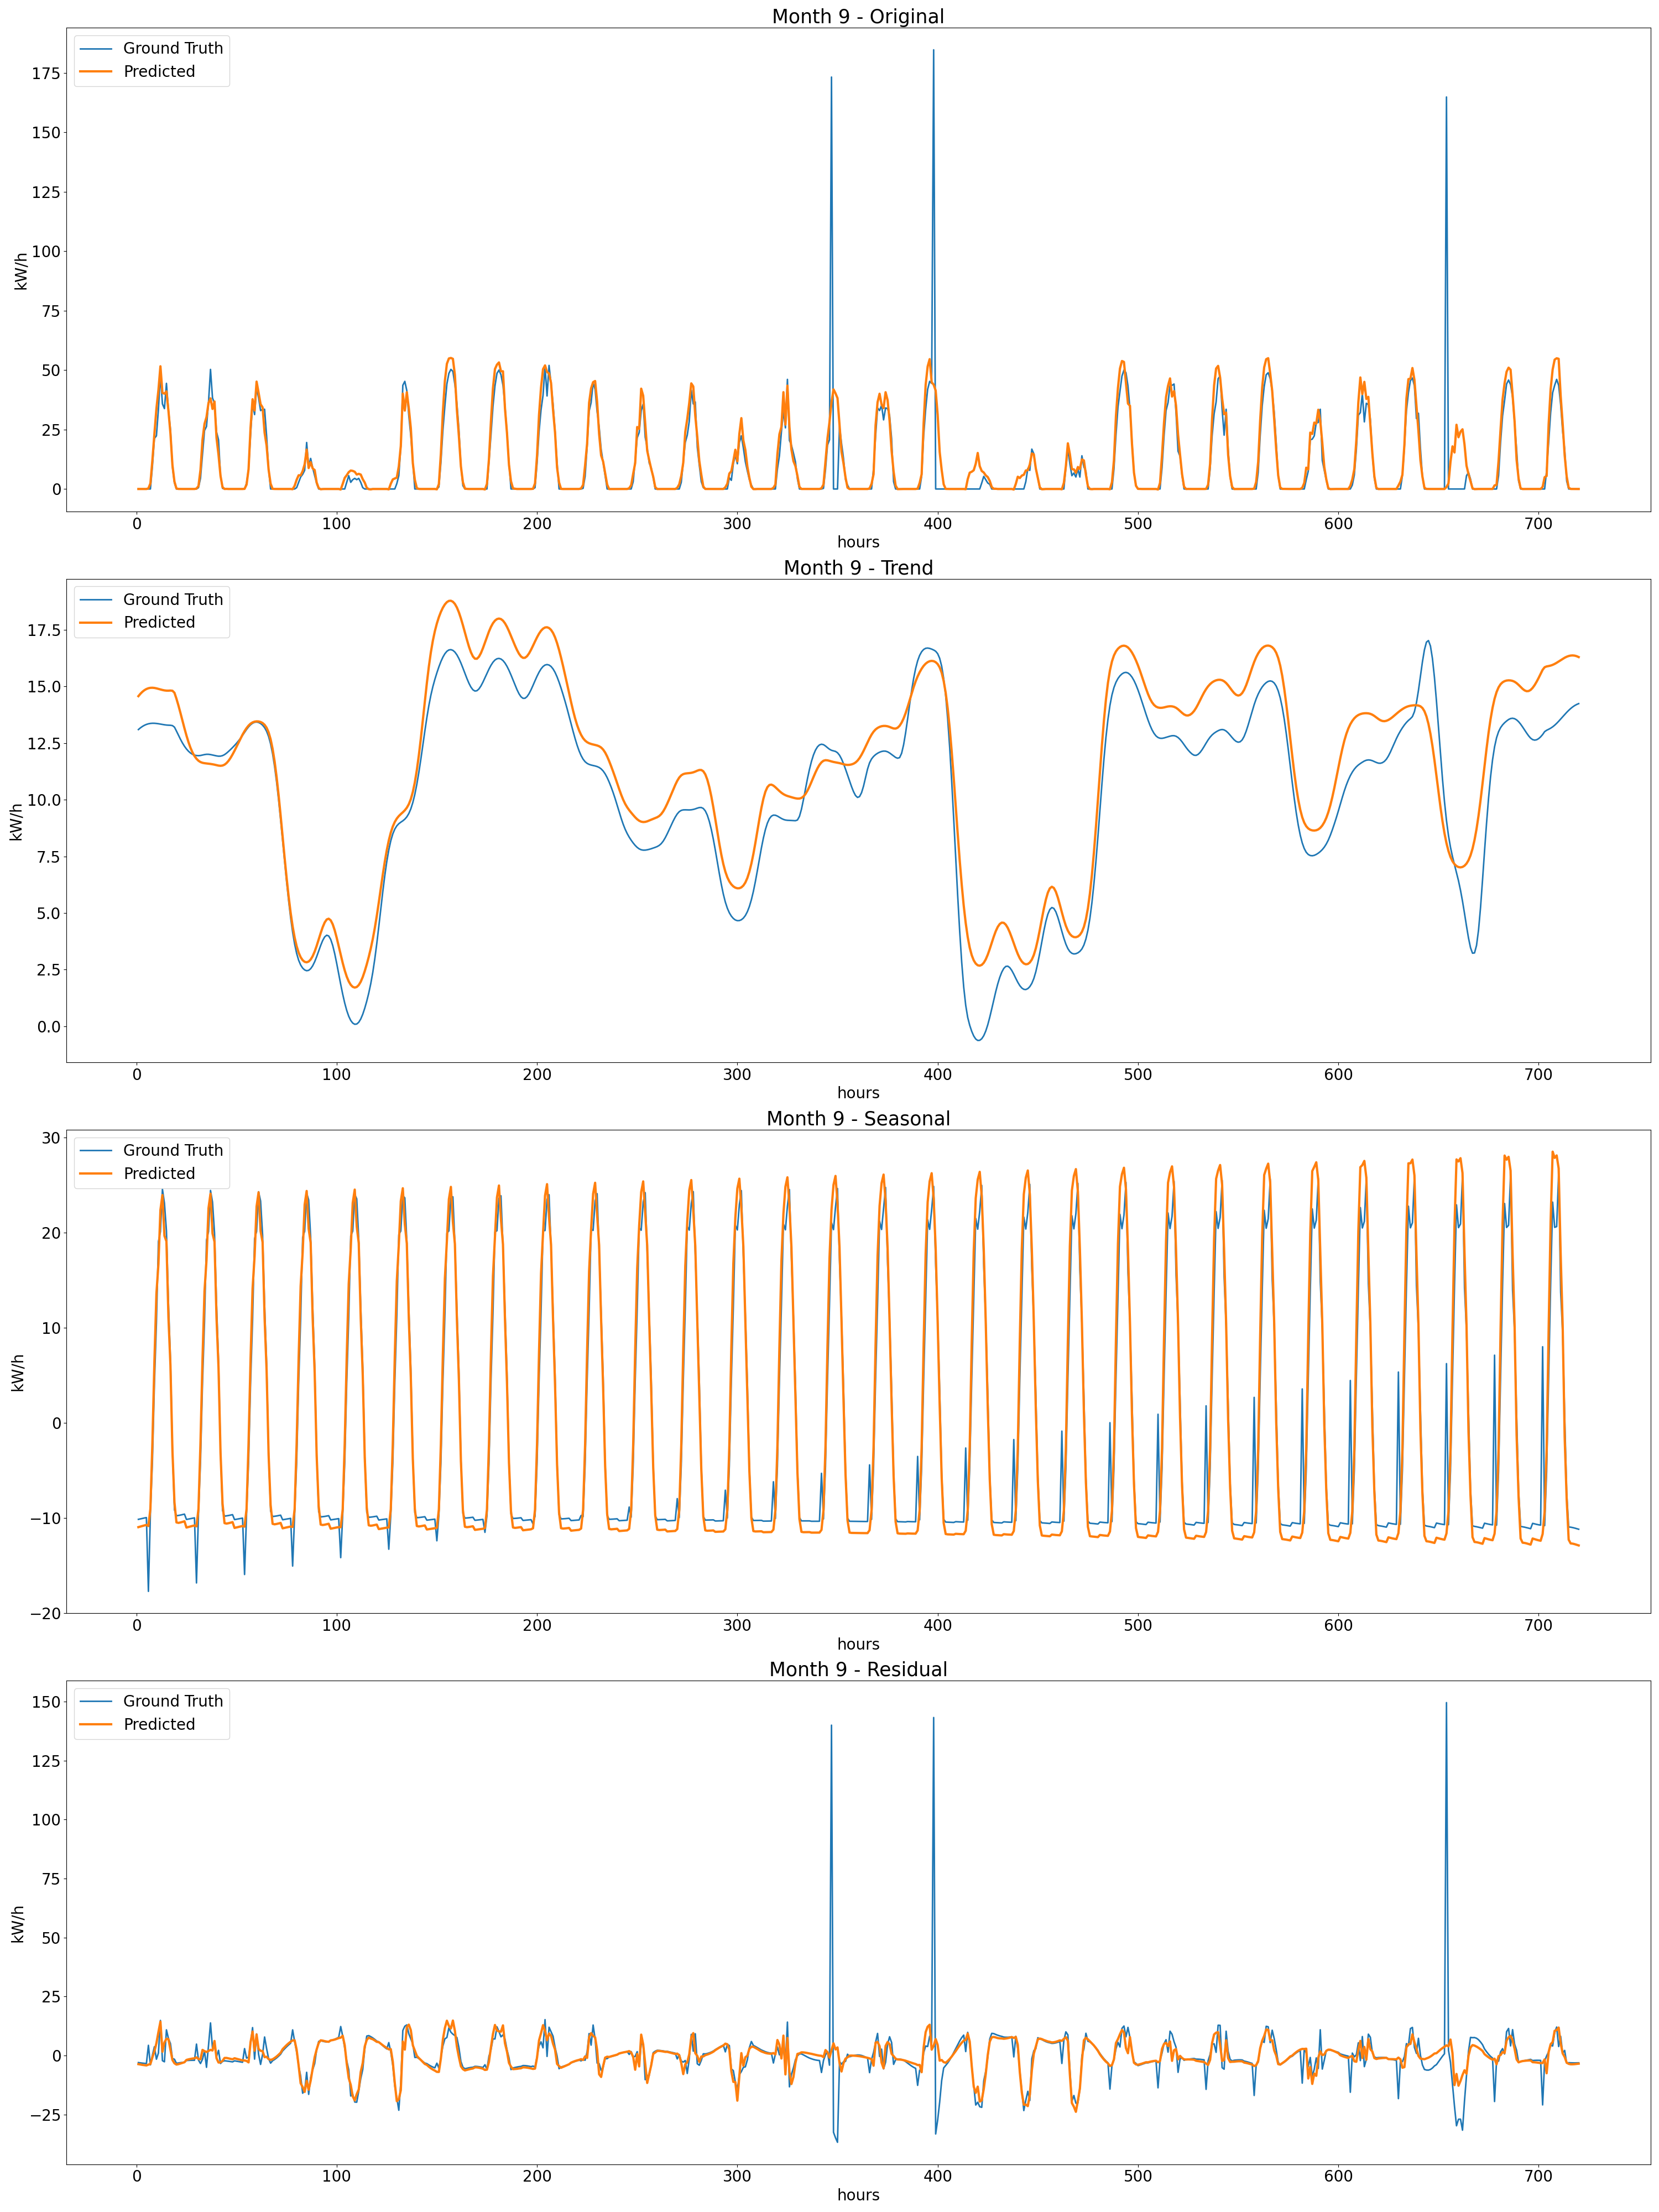 Month 9 - Original
Ground Truth
Predicted
kW/h
175
150
125
100
75
50
25
0
0 100 200 300 400 500 600 700
hours
Month 9 - Trend
Ground Truth
Predicted
kW/h
17.5
15.0
12.5
10.0
7.5
5.0
2.5
0.0
0 100 200 300 400 500 600 700
hours
Month 9 - Seasonal
Ground Truth
Predicted
kW/h
30
20
10
0
−10
−20
0 100 200 300 400 500 600 700
hours
Month 9 - Residual
Ground Truth
Predicted
kW/h
150
125
100
75
50
25
0
−25
0 100 200 300 400 500 600 700
hours